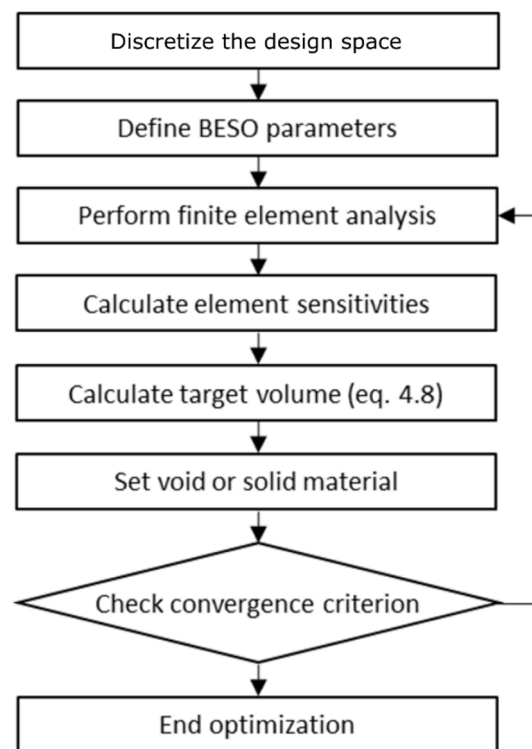 Discretize the design space
Define BESO parameters
Perform finite element analysis
Calculate element sensitivities
Calculate target volume (eq. 4.8)
Set void or solid material
Check convergence criterion
End optimization